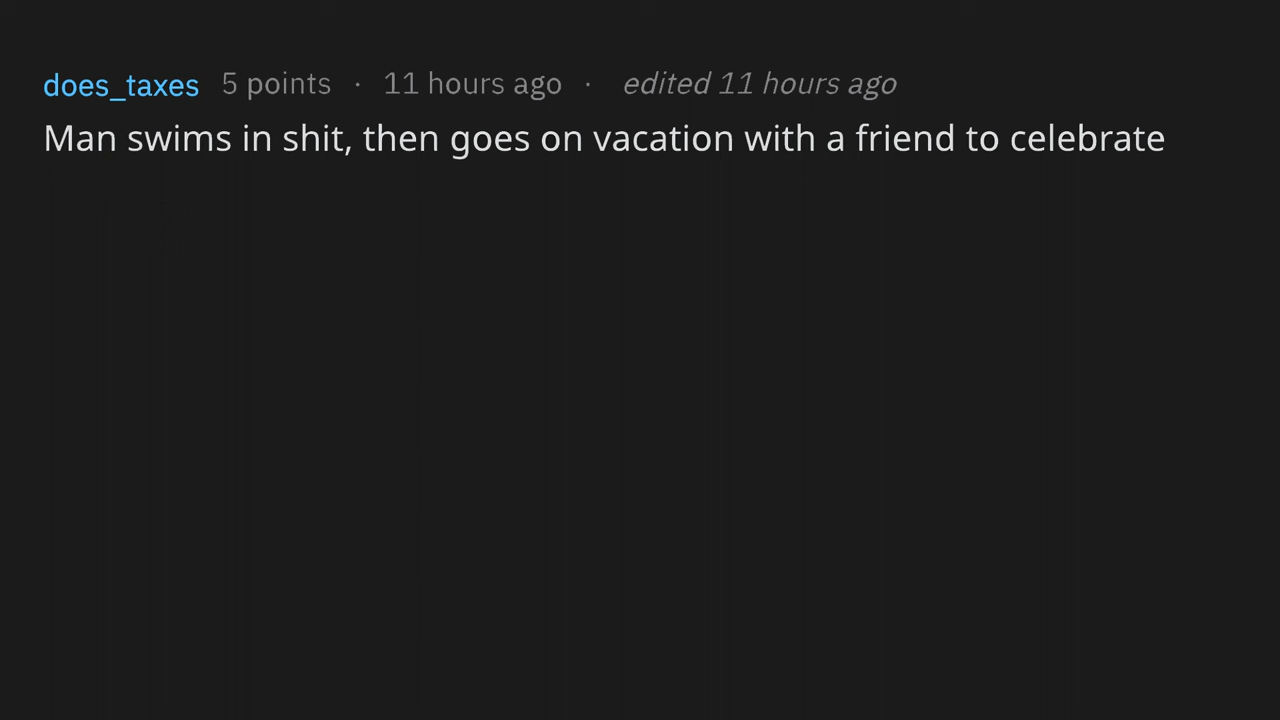 does_taxes 5 points · 11 hours ago · edited 11 hours ago
Man swims in shit, then goes on vacation with a friend to celebrate